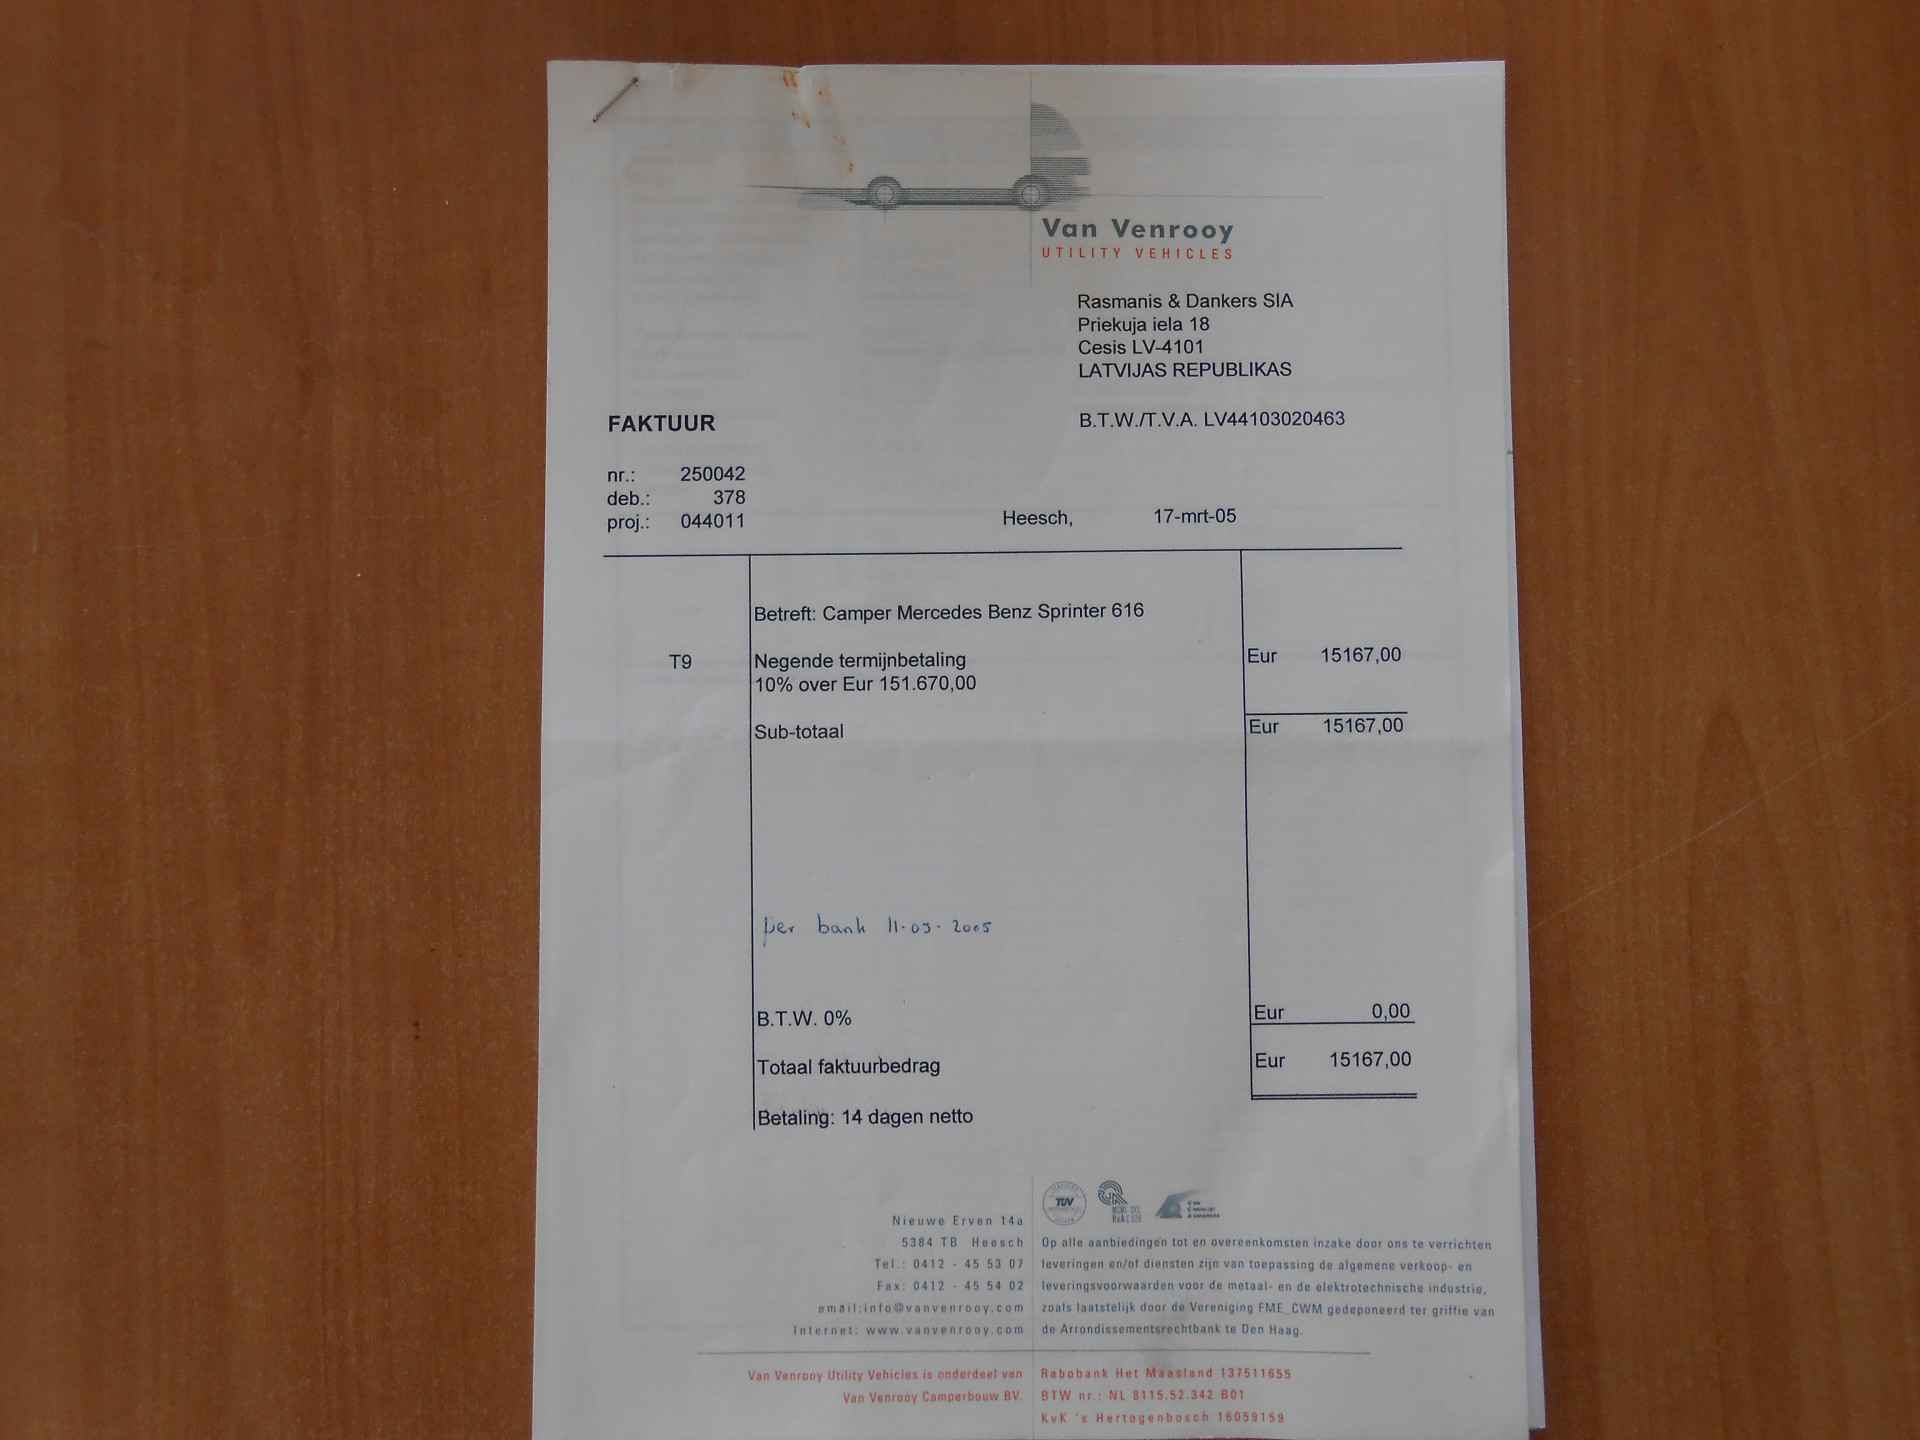 Van Venrooy
UTILITY VEHICLES
Rasmanis & Dankers SIA
Priekuja iela 18
Cesis LV-4101
LATVIJAS REPUBLIKAS
FAKTUUR
B.T.W./T.V.A. LV44103020463
nr.: 250042
deb.: 378
proj.: 044011
Heesch, 17-mrt-05
Betreft: Camper Mercedes Benz Sprinter 616
T9 Negende termijnbetaling Eur 15167,00
10% over Eur 151.670,00
Sub-totaal Eur 15167,00
per bank 11-03-2005
B.T.W. 0% Eur 0,00
Totaal faktuurbedrag Eur 15167,00
Betaling: 14 dagen netto
TÜV
Nieuwe Erven 14a
5384 TB Heesch
Tel.: 0412 - 45 53 07
Fax: 0412 - 45 54 02
email:info@vanvenrooy.com
Internet: www.vanvenrooy.com
Op alle aanbiedingen tot en overeenkomsten inzake door ons te verrichten
leveringen en/of diensten zijn van toepassing de algemene verkoop- en
leveringsvoorwaarden voor de metaal- en de elektrotechnische industrie,
zoals laatstelijk door de Vereniging FME_CWM gedeponeerd ter griffie van
de Arrondissementsrechtbank te Den Haag.
Van Venrooy Utility Vehicles is onderdeel van
Van Venrooy Camperbouw BV.
Rabobank Het Maasland 137511655
BTW nr.: NL 8115.52.342 B01
KvK 's Hertogenbosch 16059159